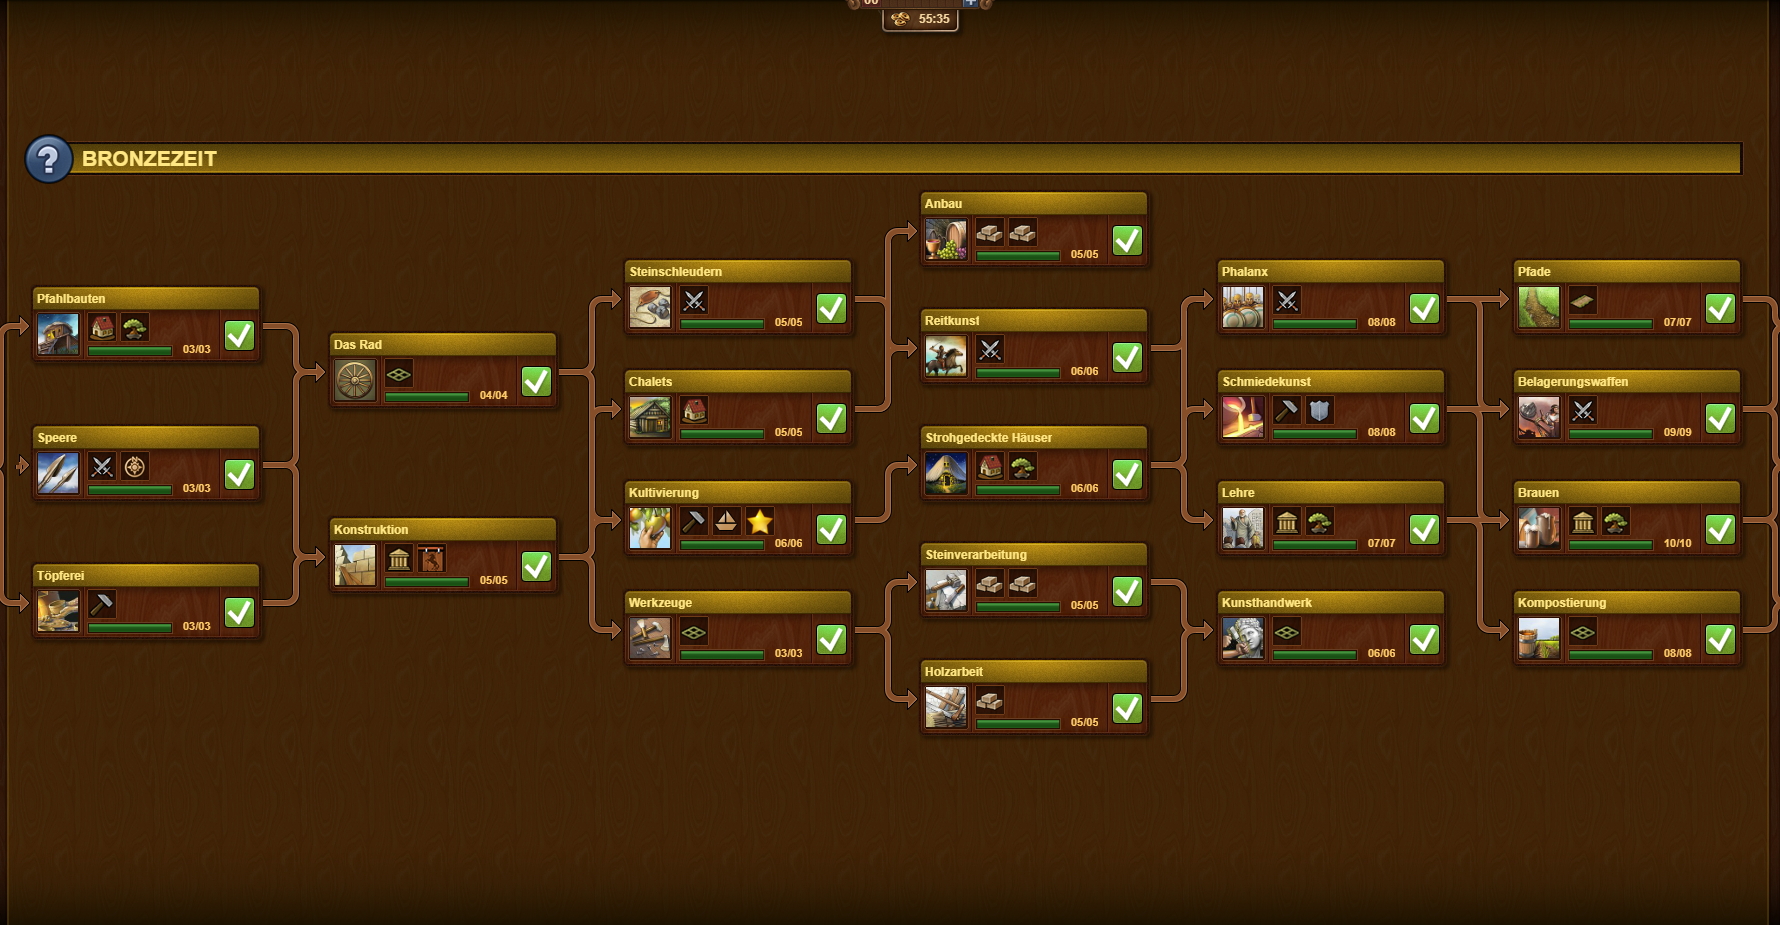 55:35
BRONZEZEIT
Pfahlbauten
03/03
Speere
03/03
Töpferei
03/03
Das Rad
04/04
Konstruktion
05/05
Steinschleudern
05/05
Chalets
05/05
Kultivierung
06/06
Werkzeuge
03/03
Anbau
05/05
Reitkunst
06/06
Strohgedeckte Häuser
06/06
Steinverarbeitung
05/05
Holzarbeit
05/05
Phalanx
08/08
Schmiedekunst
08/08
Lehre
07/07
Kunsthandwerk
06/06
Pfade
07/07
Belagerungswaffen
09/09
Brauen
10/10
Kompostierung
08/08